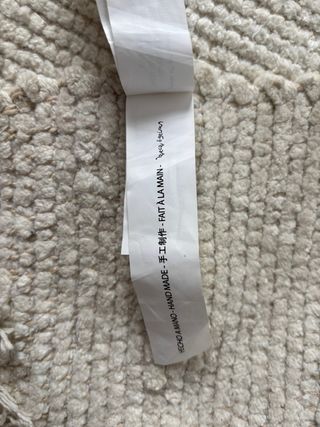 HECHO A MANO - HAND MADE - 手工制作 - FAIT À LA MAIN -